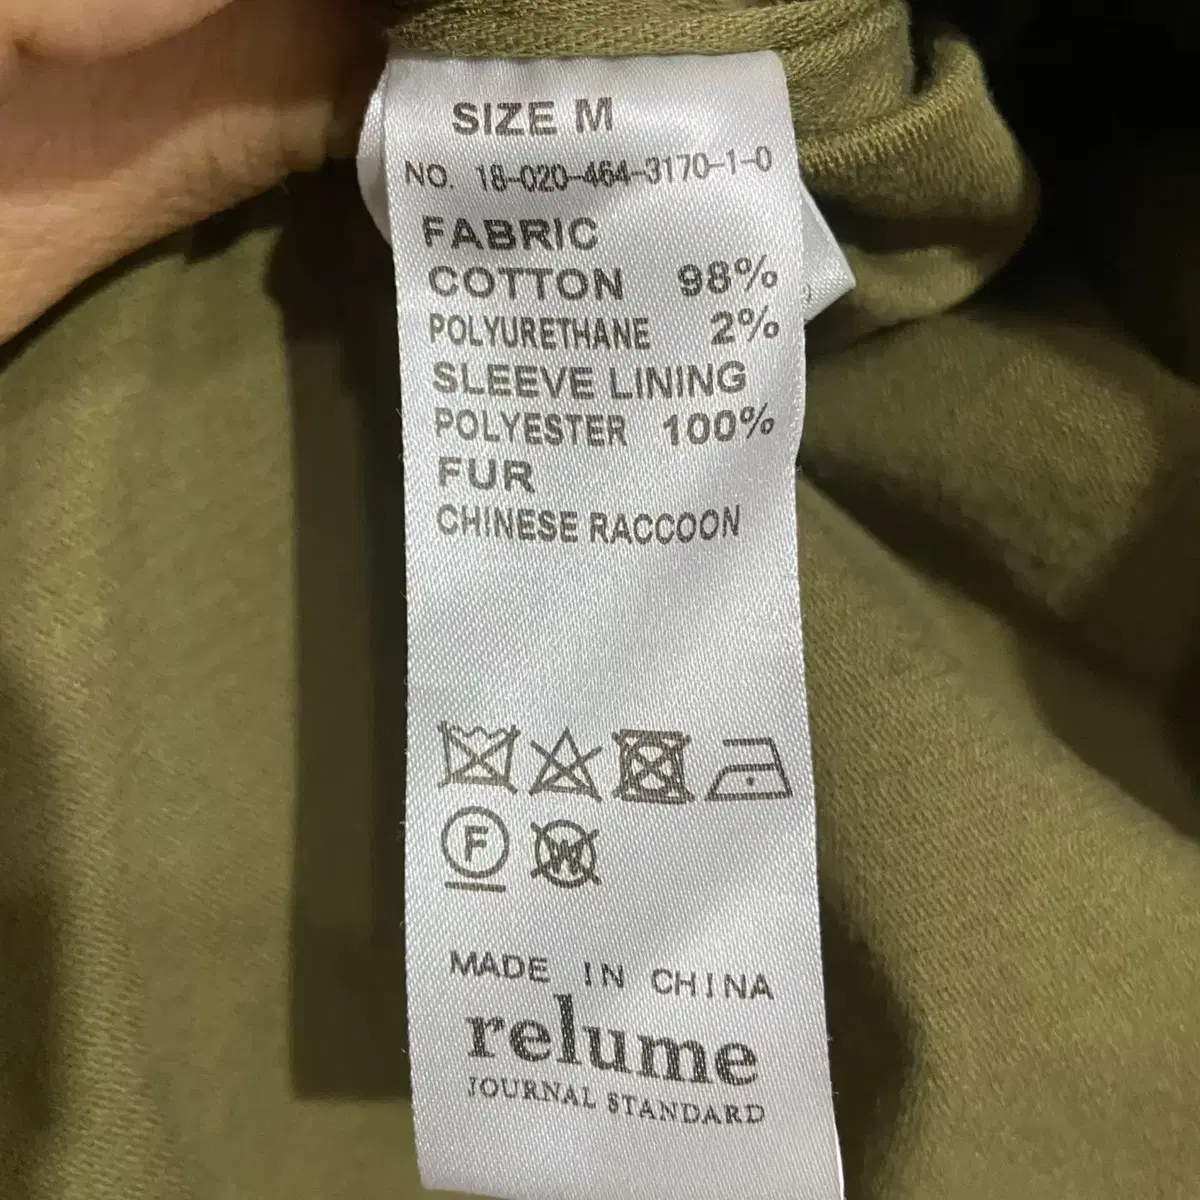 SIZE M
NO. 18-020-464-3170-1-0
FABRIC
COTTON 98%
POLYURETHANE 2%
SLEEVE LINING
POLYESTER 100%
FUR
CHINESE RACCOON
F
W
MADE IN CHINA
relume
JOURNAL STANDARD